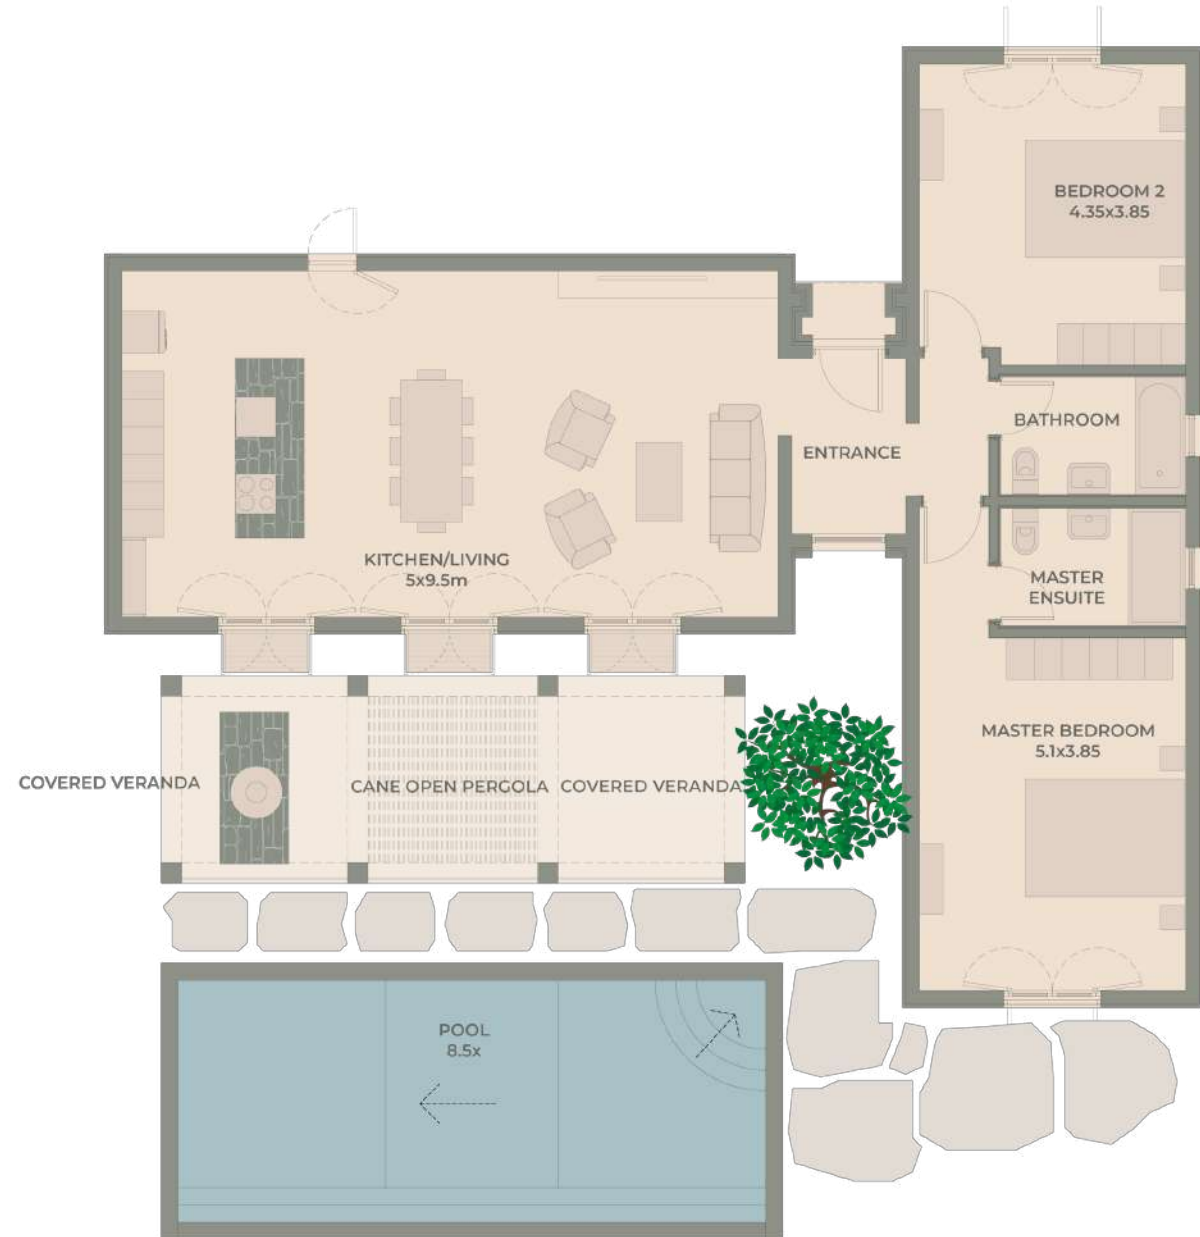 BEDROOM 2
4.35x3.85
BATHROOM
ENTRANCE
KITCHEN/LIVING
5x9.5m
MASTER
ENSUITE
MASTER BEDROOM
5.1x3.85
COVERED VERANDA
CANE OPEN PERGOLA
COVERED VERANDA
POOL
8.5x